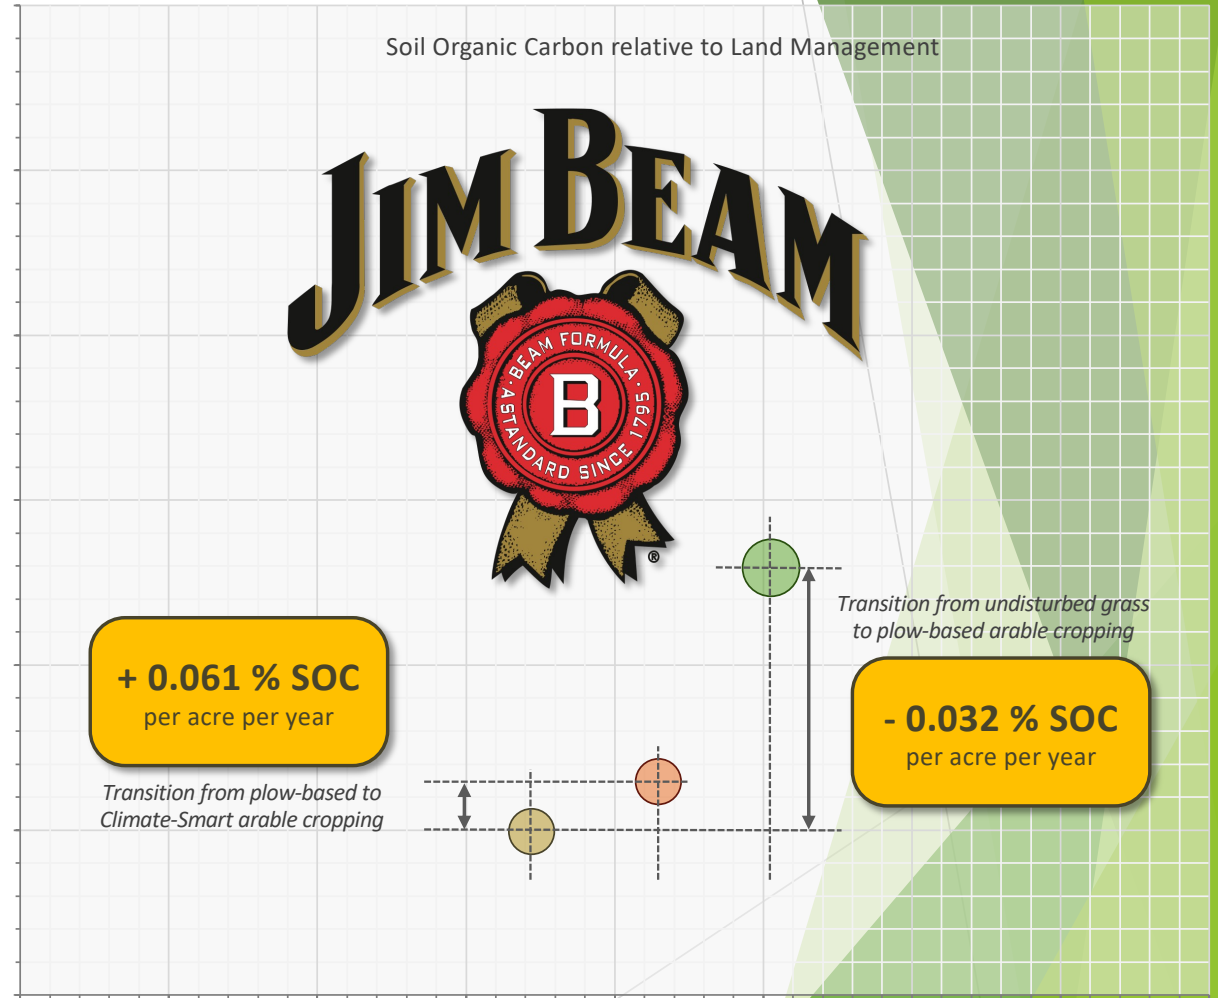 Soil Organic Carbon relative to Land Management
JIM BEAM
· BEAM FORMULA ·
B
A STANDARD SINCE 1795
®
Transition from undisturbed grass
to plow-based arable cropping
+ 0.061 % SOC
per acre per year
- 0.032 % SOC
per acre per year
Transition from plow-based to
Climate-Smart arable cropping